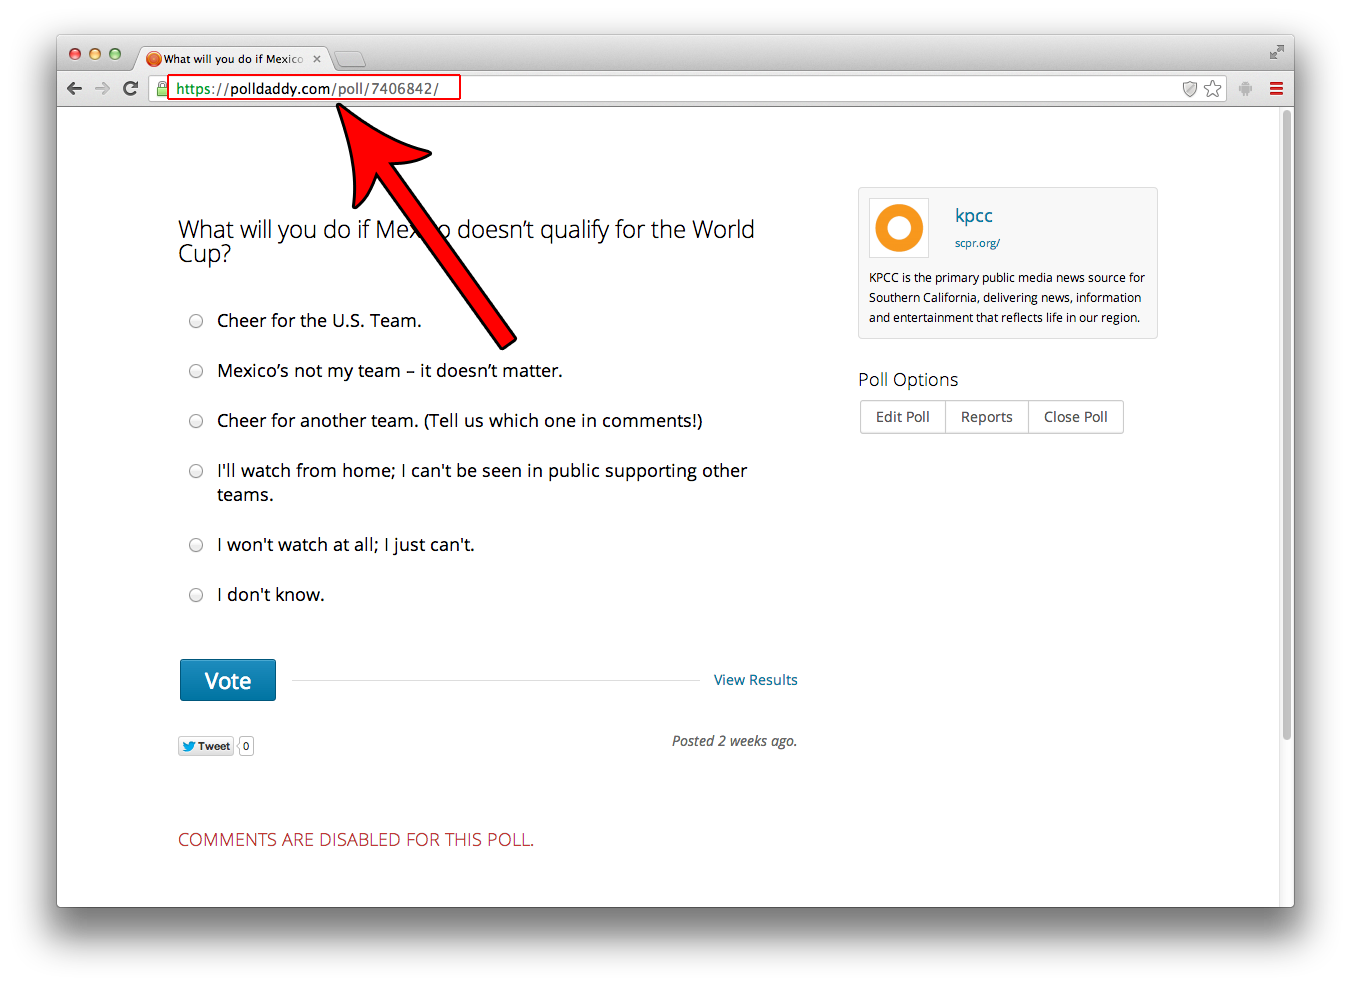 What will you do if Mexico
https://polldaddy.com/poll/7406842/
What will you do if Mexico doesn’t qualify for the World
Cup?
Cheer for the U.S. Team.
Mexico’s not my team – it doesn’t matter.
Cheer for another team. (Tell us which one in comments!)
I'll watch from home; I can't be seen in public supporting other
teams.
I won't watch at all; I just can't.
I don't know.
Vote
View Results
Tweet
0
Posted 2 weeks ago.
COMMENTS ARE DISABLED FOR THIS POLL.
kpcc
scpr.org/
KPCC is the primary public media news source for
Southern California, delivering news, information
and entertainment that reflects life in our region.
Poll Options
Edit Poll
Reports
Close Poll